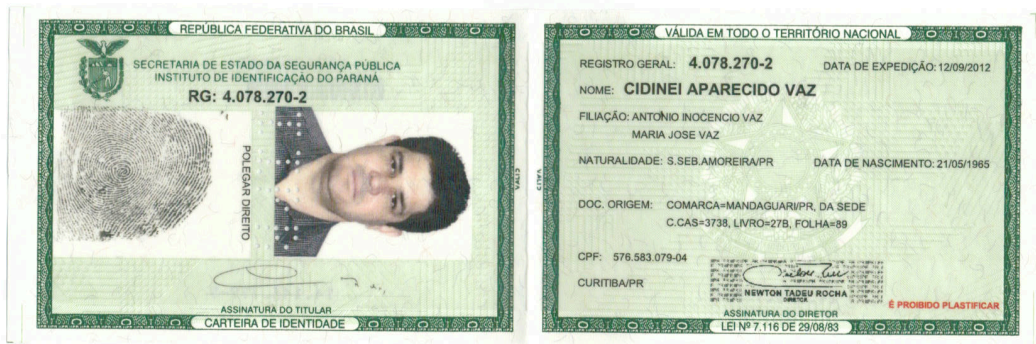 REPÚBLICA FEDERATIVA DO BRASIL
SECRETARIA DE ESTADO DA SEGURANÇA PÚBLICA
INSTITUTO DE IDENTIFICAÇÃO DO PARANÁ
RG: 4.078.270-2
POLEGAR DIREITO
ASSINATURA DO TITULAR
CARTEIRA DE IDENTIDADE
VÁLIDA EM TODO O TERRITÓRIO NACIONAL
REGISTRO GERAL: 4.078.270-2 DATA DE EXPEDIÇÃO: 12/09/2012
NOME: CIDINEI APARECIDO VAZ
FILIAÇÃO: ANTONIO INOCENCIO VAZ
MARIA JOSE VAZ
NATURALIDADE: S.SEB.AMOREIRA/PR DATA DE NASCIMENTO: 21/05/1965
DOC. ORIGEM: COMARCA=MANDAGUARI/PR, DA SEDE
C.CAS=3738, LIVRO=27B, FOLHA=89
CPF: 576.583.079-04
CURITIBA/PR
NEWTON TADEU ROCHA
DIRETOR
É PROIBIDO PLASTIFICAR
ASSINATURA DO DIRETOR
LEI Nº 7.116 DE 29/08/83